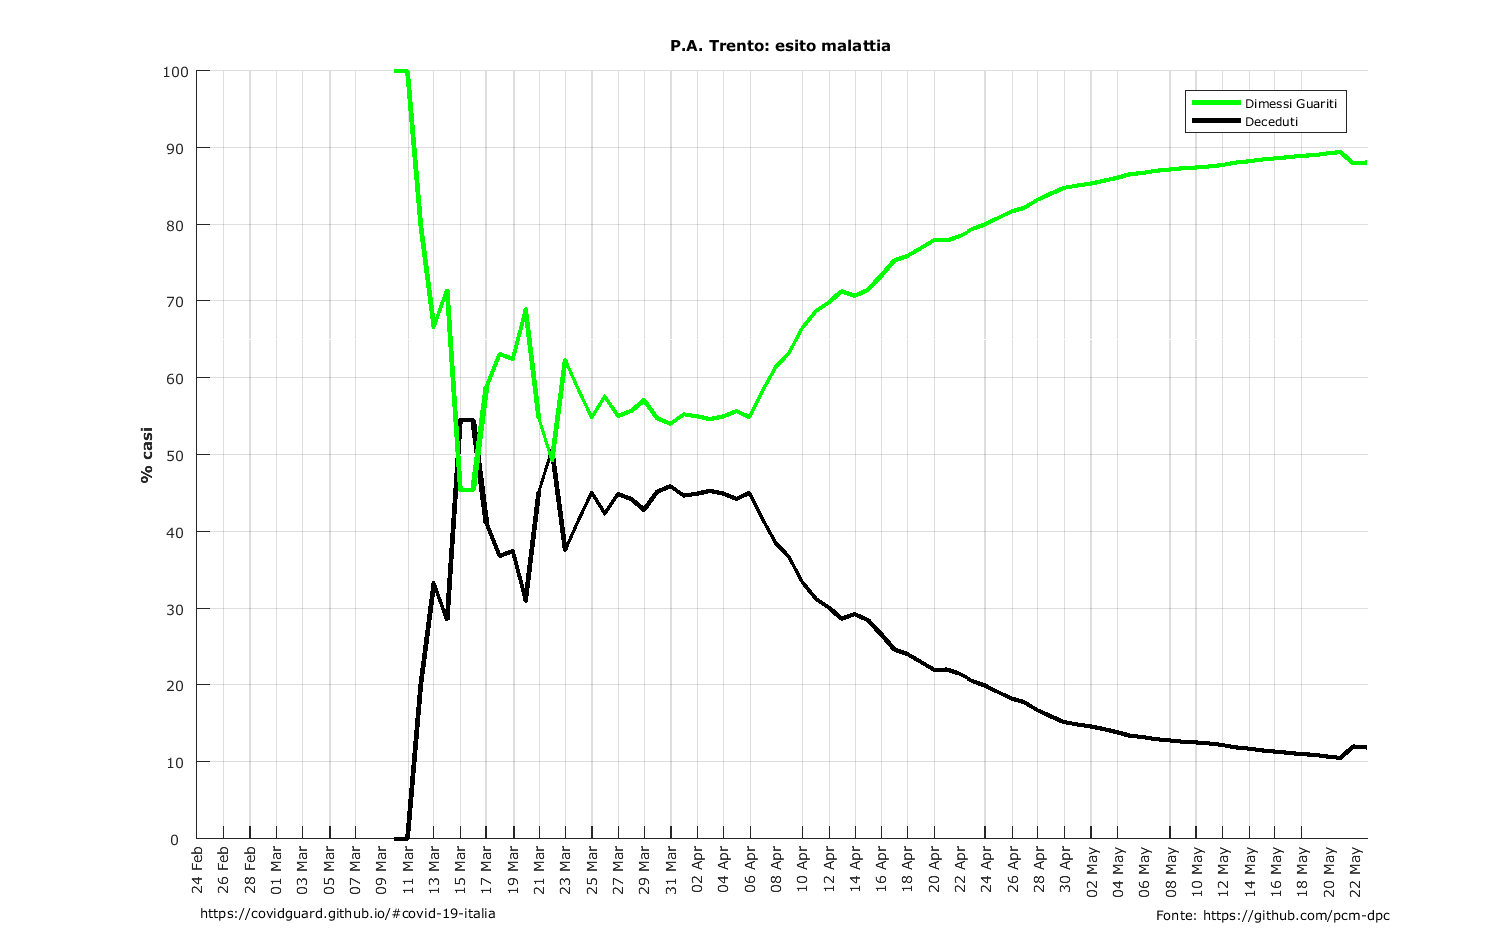 P.A. Trento: esito malattia
100
90
80
70
60
50
40
30
20
10
0
% casi
Dimessi Guariti
Deceduti
24 Feb
26 Feb
28 Feb
01 Mar
03 Mar
05 Mar
07 Mar
09 Mar
11 Mar
13 Mar
15 Mar
17 Mar
19 Mar
21 Mar
23 Mar
25 Mar
27 Mar
29 Mar
31 Mar
02 Apr
04 Apr
06 Apr
08 Apr
10 Apr
12 Apr
14 Apr
16 Apr
18 Apr
20 Apr
22 Apr
24 Apr
26 Apr
28 Apr
30 Apr
02 May
04 May
06 May
08 May
10 May
12 May
14 May
16 May
18 May
20 May
22 May
https://covidguard.github.io/#covid-19-italia
Fonte: https://github.com/pcm-dpc